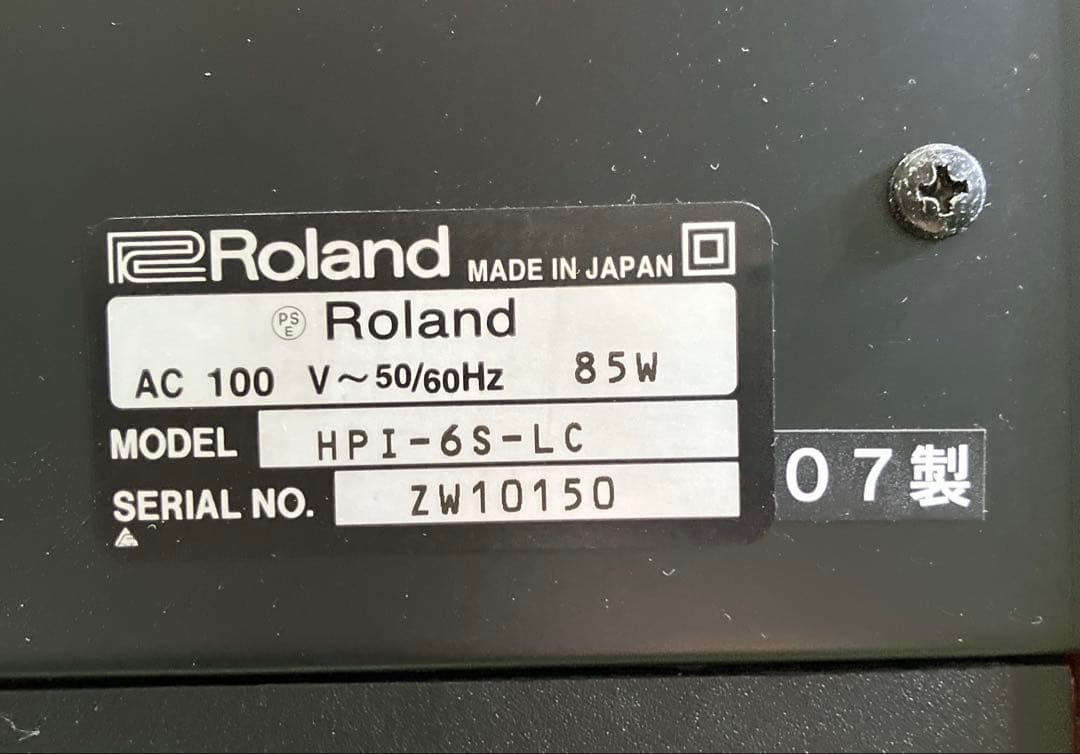 Roland MADE IN JAPAN
PSE Roland
AC 100 V～50/60Hz 85W
MODEL HPI-6S-LC
SERIAL NO. ZW10150
07製